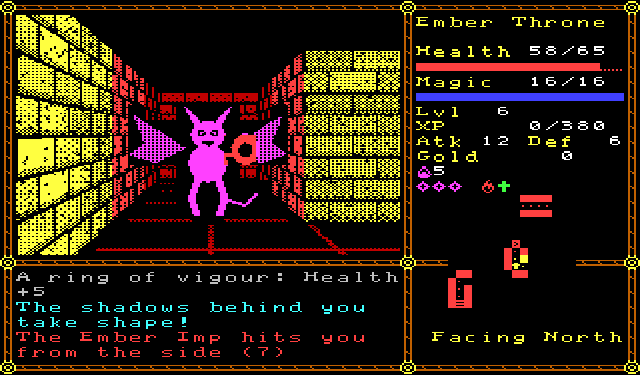 Ember Throne
Health 58/65
Magic 16/16
Lvl 6
XP 0/380
Atk 12 Def 6
Gold 0
5
A ring of vigour: Health
+5
The shadows behind you
take shape!
The Ember Imp hits you
from the side (7)
Facing North